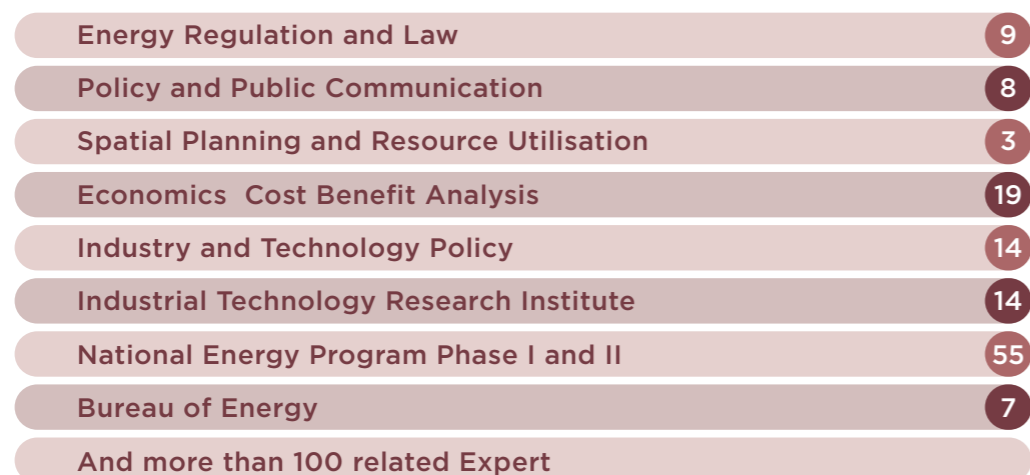 Energy Regulation and Law 9
Policy and Public Communication 8
Spatial Planning and Resource Utilisation 3
Economics  Cost Benefit Analysis 19
Industry and Technology Policy 14
Industrial Technology Research Institute 14
National Energy Program Phase I and II 55
Bureau of Energy 7
And more than 100 related Expert